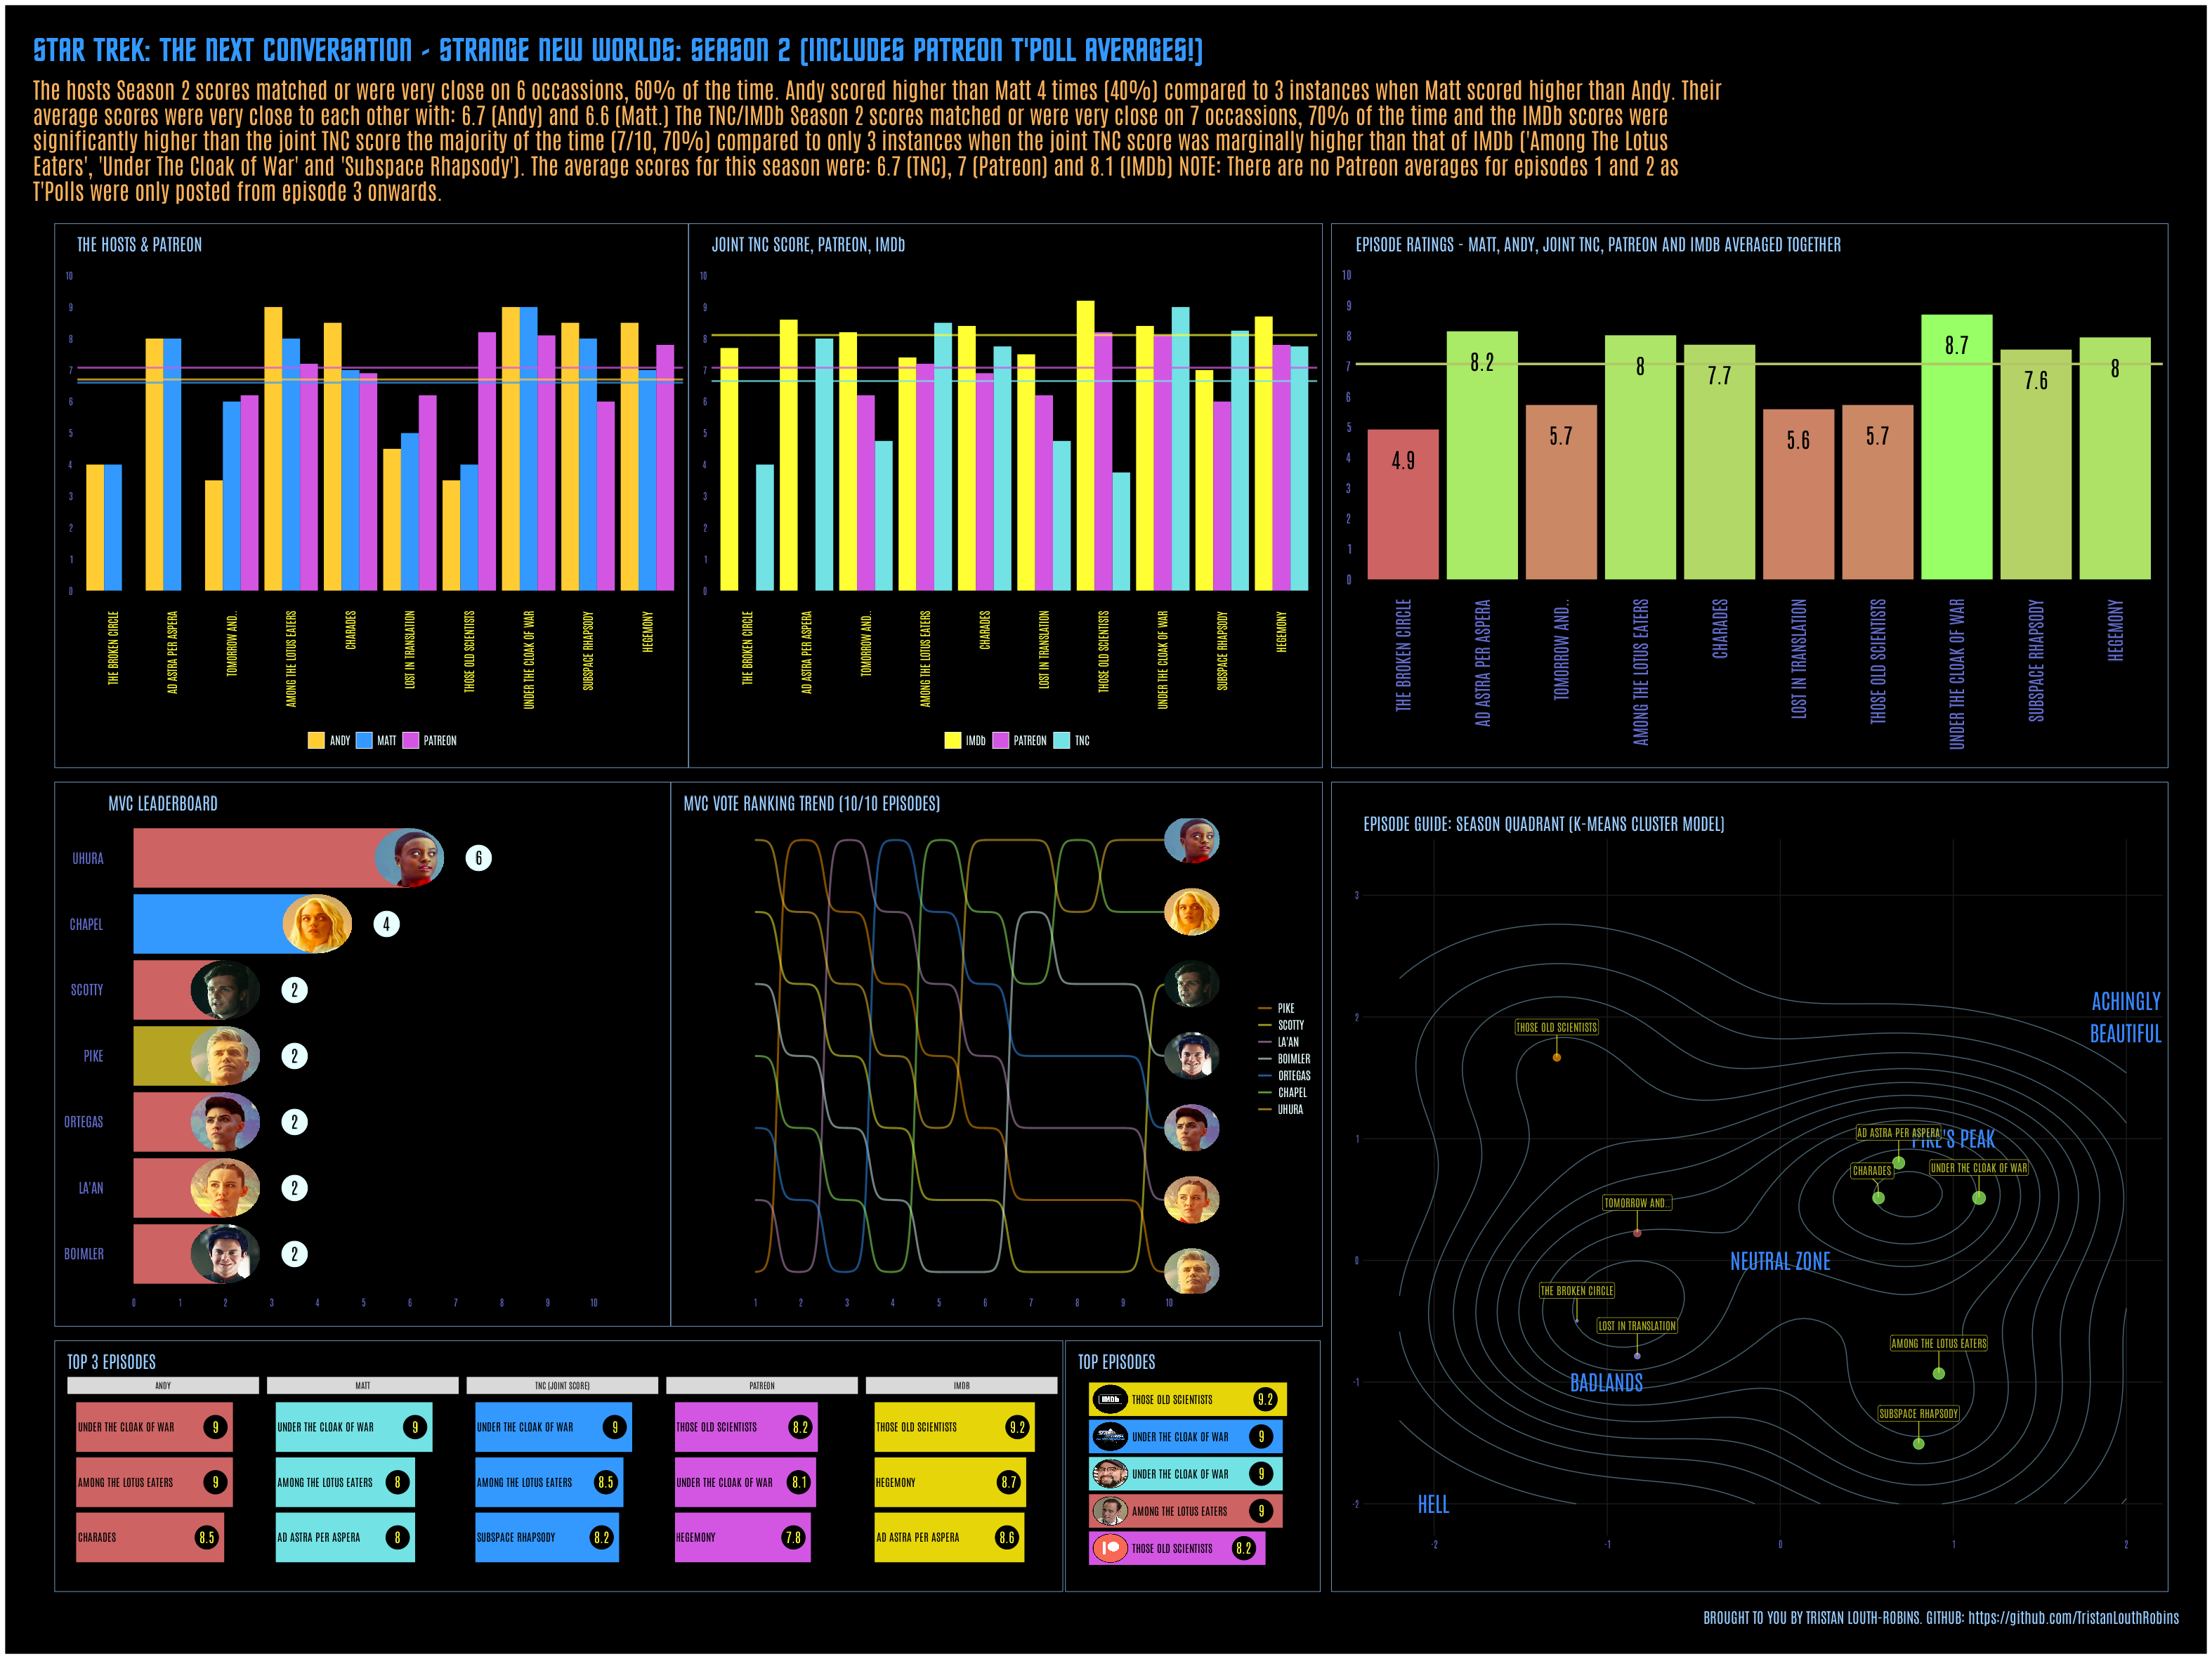 STAR TREK: THE NEXT CONVERSATION - STRANGE NEW WORLDS: SEASON 2 (INCLUDES PATREON T'POLL AVERAGES!)
The hosts Season 2 scores matched or were very close on 6 occassions, 60% of the time. Andy scored higher than Matt 4 times (40%) compared to 3 instances when Matt scored higher than Andy. Their
average scores were very close to each other with: 6.7 (Andy) and 6.6 (Matt.) The TNC/IMDb Season 2 scores matched or were very close on 7 occassions, 70% of the time and the IMDb scores were
significantly higher than the joint TNC score the majority of the time (7/10, 70%) compared to only 3 instances when the joint TNC score was marginally higher than that of IMDb ('Among The Lotus
Eaters', 'Under The Cloak of War' and 'Subspace Rhapsody'). The average scores for this season were: 6.7 (TNC), 7 (Patreon) and 8.1 (IMDb) NOTE: There are no Patreon averages for episodes 1 and 2 as
T'Polls were only posted from episode 3 onwards.
THE HOSTS & PATREON
10
9
8
7
6
5
4
3
2
1
0
THE BROKEN CIRCLE
AD ASTRA PER ASPERA
TOMORROW AND..
AMONG THE LOTUS EATERS
CHARADES
LOST IN TRANSLATION
THOSE OLD SCIENTISTS
UNDER THE CLOAK OF WAR
SUBSPACE RHAPSODY
HEGEMONY
ANDY MATT PATREON
JOINT TNC SCORE, PATREON, IMDb
10
9
8
7
6
5
4
3
2
1
0
THE BROKEN CIRCLE
AD ASTRA PER ASPERA
TOMORROW AND..
AMONG THE LOTUS EATERS
CHARADES
LOST IN TRANSLATION
THOSE OLD SCIENTISTS
UNDER THE CLOAK OF WAR
SUBSPACE RHAPSODY
HEGEMONY
IMDb PATREON TNC
EPISODE RATINGS - MATT, ANDY, JOINT TNC, PATREON AND IMDB AVERAGED TOGETHER
10
9
8
7
6
5
4
3
2
1
0
4.9
8.2
5.7
8
7.7
5.6
5.7
8.7
7.6
8
THE BROKEN CIRCLE
AD ASTRA PER ASPERA
TOMORROW AND..
AMONG THE LOTUS EATERS
CHARADES
LOST IN TRANSLATION
THOSE OLD SCIENTISTS
UNDER THE CLOAK OF WAR
SUBSPACE RHAPSODY
HEGEMONY
MVC LEADERBOARD
UHURA 6
CHAPEL 4
SCOTTY 2
PIKE 2
ORTEGAS 2
LA'AN 2
BOIMLER 2
0 1 2 3 4 5 6 7 8 9 10
MVC VOTE RANKING TREND (10/10 EPISODES)
1 2 3 4 5 6 7 8 9 10
PIKE
SCOTTY
LA'AN
BOIMLER
ORTEGAS
CHAPEL
UHURA
EPISODE GUIDE: SEASON QUADRANT (K-MEANS CLUSTER MODEL)
3
2
1
0
-1
-2
ACHINGLY
BEAUTIFUL
THOSE OLD SCIENTISTS
AD ASTRA PER ASPERA
PIKE'S PEAK
CHARADES
UNDER THE CLOAK OF WAR
TOMORROW AND..
NEUTRAL ZONE
THE BROKEN CIRCLE
LOST IN TRANSLATION
AMONG THE LOTUS EATERS
BADLANDS
SUBSPACE RHAPSODY
HELL
-2 -1 0 1 2
TOP 3 EPISODES
ANDY
UNDER THE CLOAK OF WAR 9
AMONG THE LOTUS EATERS 9
CHARADES 8.5
MATT
UNDER THE CLOAK OF WAR 9
AMONG THE LOTUS EATERS 8
AD ASTRA PER ASPERA 8
TNC (JOINT SCORE)
UNDER THE CLOAK OF WAR 9
AMONG THE LOTUS EATERS 8.5
SUBSPACE RHAPSODY 8.2
PATREON
THOSE OLD SCIENTISTS 8.2
UNDER THE CLOAK OF WAR 8.1
HEGEMONY 7.8
IMDB
THOSE OLD SCIENTISTS 9.2
HEGEMONY 8.7
AD ASTRA PER ASPERA 8.6
TOP EPISODES
IMDb THOSE OLD SCIENTISTS 9.2
UNDER THE CLOAK OF WAR 9
UNDER THE CLOAK OF WAR 9
AMONG THE LOTUS EATERS 9
THOSE OLD SCIENTISTS 8.2
BROUGHT TO YOU BY TRISTAN LOUTH-ROBINS. GITHUB: https://github.com/TristanLouthRobins